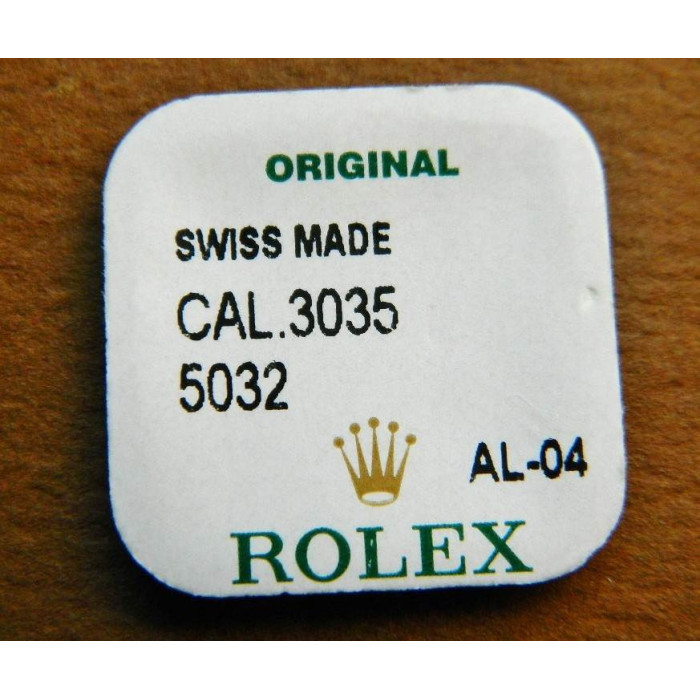 ORIGINAL
SWISS MADE
CAL.3035
5032
AL-04
ROLEX